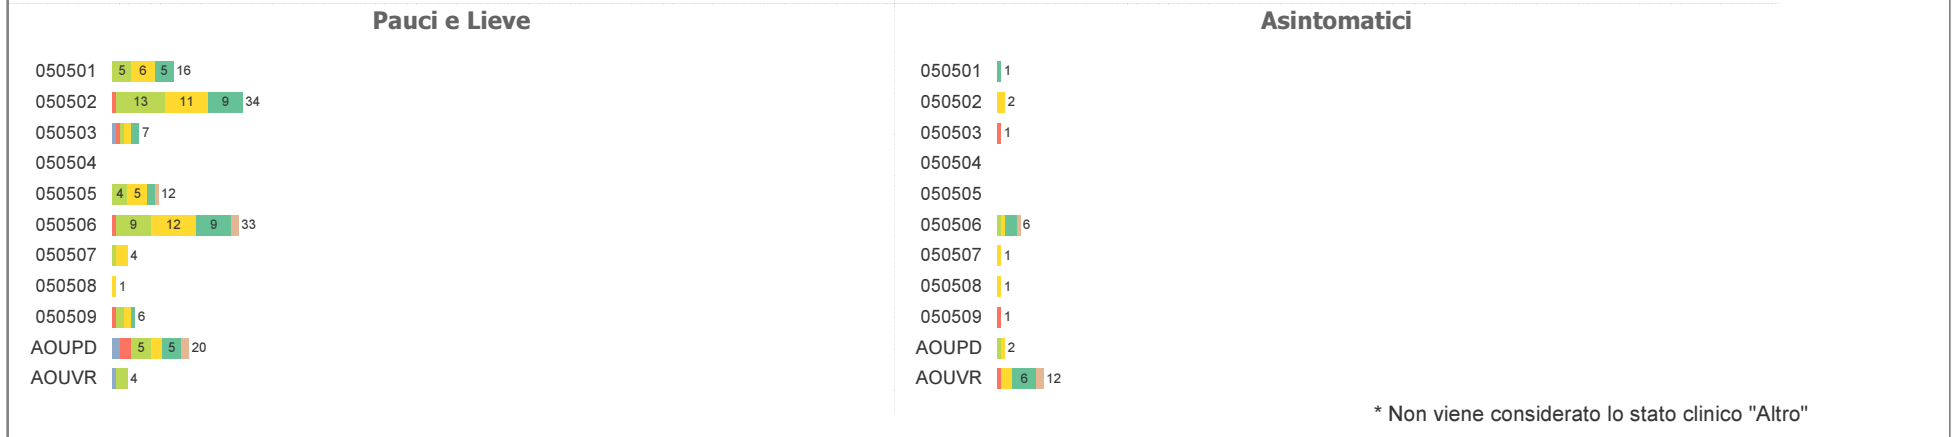 Pauci e Lieve
050501 5 6 5 16
050502 13 11 9 34
050503 7
050504
050505 4 5 12
050506 9 12 9 33
050507 4
050508 1
050509 6
AOUPD 5 5 20
AOUVR 4
Asintomatici
050501 1
050502 2
050503 1
050504
050505
050506 6
050507 1
050508 1
050509 1
AOUPD 2
AOUVR 6 12
* Non viene considerato lo stato clinico "Altro"